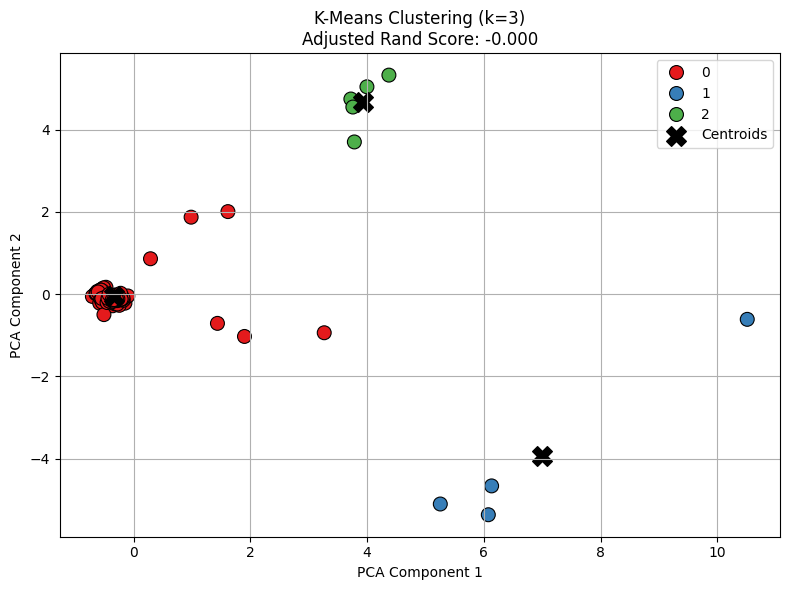 K-Means Clustering (k=3)
Adjusted Rand Score: -0.000
0
1
2
Centroids
4
2
0
−2
−4
PCA Component 2
0
2
4
6
8
10
PCA Component 1